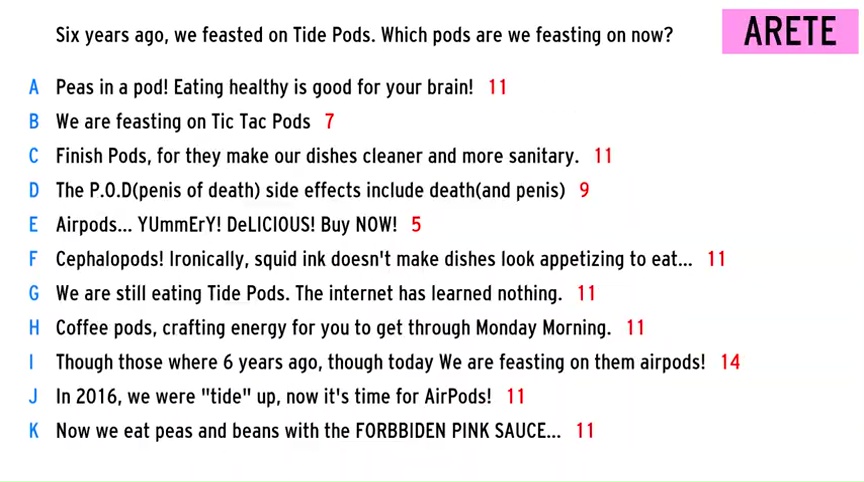 Six years ago, we feasted on Tide Pods. Which pods are we feasting on now?
ARETE
A Peas in a pod! Eating healthy is good for your brain! 11
B We are feasting on Tic Tac Pods 7
C Finish Pods, for they make our dishes cleaner and more sanitary. 11
D The P.O.D(penis of death) side effects include death(and penis) 9
E Airpods... YUmmErY! DeLICIOUS! Buy NOW! 5
F Cephalopods! Ironically, squid ink doesn't make dishes look appetizing to eat... 11
G We are still eating Tide Pods. The internet has learned nothing. 11
H Coffee pods, crafting energy for you to get through Monday Morning. 11
I Though those where 6 years ago, though today We are feasting on them airpods! 14
J In 2016, we were "tide" up, now it's time for AirPods! 11
K Now we eat peas and beans with the FORBBIDEN PINK SAUCE... 11